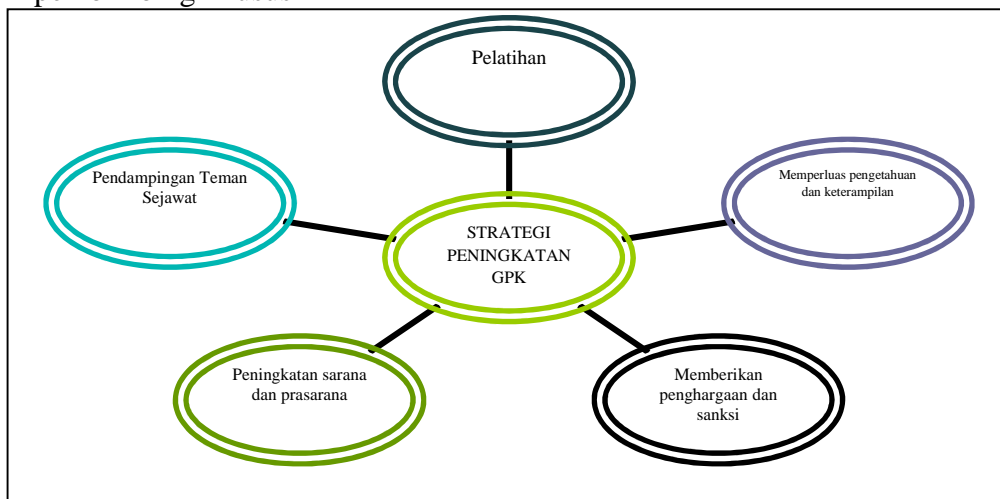 Pelatihan
Pendampingan Teman
Sejawat
Memperluas pengetahuan
dan keterampilan
STRATEGI
PENINGKATAN
GPK
Peningkatan sarana
dan prasarana
Memberikan
penghargaan dan
sanksi